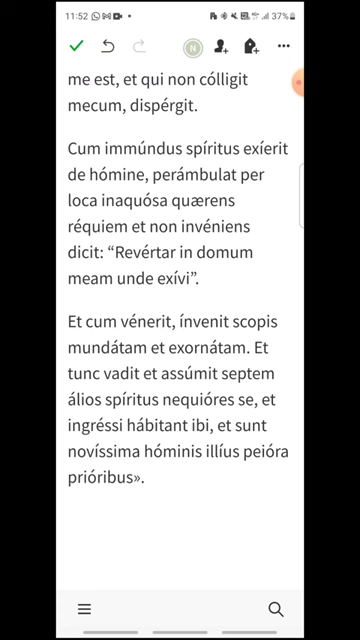 11:52
37%
N
me est, et qui non cólligit
mecum, dispérgit.
Cum immúndus spíritus exíerit
de hómine, perámbulat per
loca inaquósa quærens
réquiem et non invéniens
dicit: “Revértar in domum
meam unde exívi”.
Et cum vénerit, ínvenit scopis
mundátam et exornátam. Et
tunc vadit et assúmit septem
álios spíritus nequióres se, et
ingréssi hábitant ibi, et sunt
novíssima hóminis illíus peióra
prióribus».